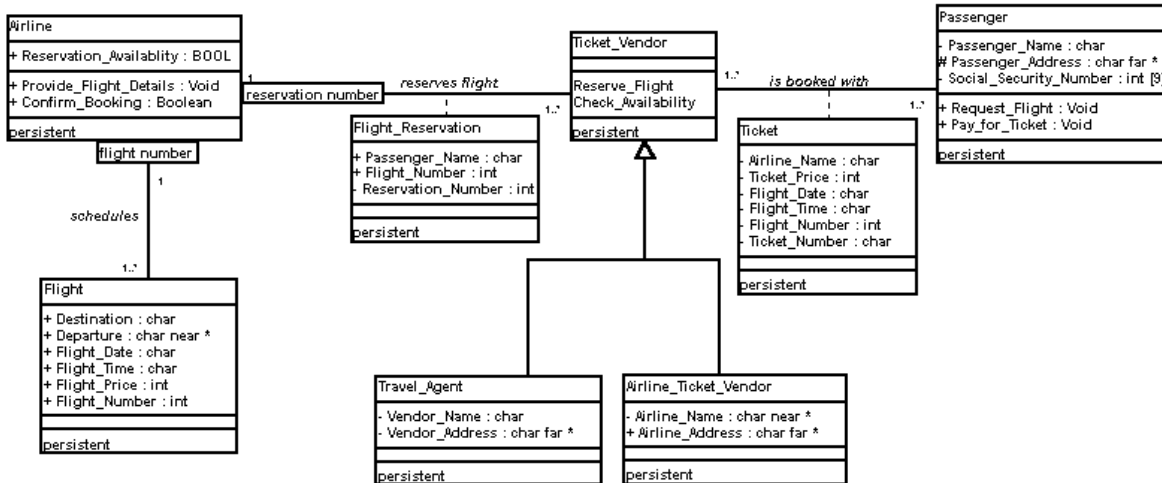 Airline
+ Reservation_Availablity : BOOL
+ Provide_Flight_Details : Void
+ Confirm_Booking : Boolean
persistent
flight number
1
reservation number
reserves flight
1..*
Flight_Reservation
+ Passenger_Name : char
+ Flight_Number : int
- Reservation_Number : int
persistent
Ticket_Vendor
Reserve_Flight
Check_Availability
persistent
1..*
is booked with
1..*
Ticket
- Airline_Name : char
- Ticket_Price : int
- Flight_Date : char
- Flight_Time : char
- Flight_Number : int
- Ticket_Number : char
persistent
Passenger
- Passenger_Name : char
# Passenger_Address : char far *
- Social_Security_Number : int [9]
+ Request_Flight : Void
+ Pay_for_Ticket : Void
persistent
1
schedules
1..*
Flight
+ Destination : char
+ Departure : char near *
+ Flight_Date : char
+ Flight_Time : char
+ Flight_Price : int
+ Flight_Number : int
persistent
Travel_Agent
- Vendor_Name : char
- Vendor_Address : char far *
persistent
Airline_Ticket_Vendor
- Airline_Name : char near *
+ Airline_Address : char far *
persistent